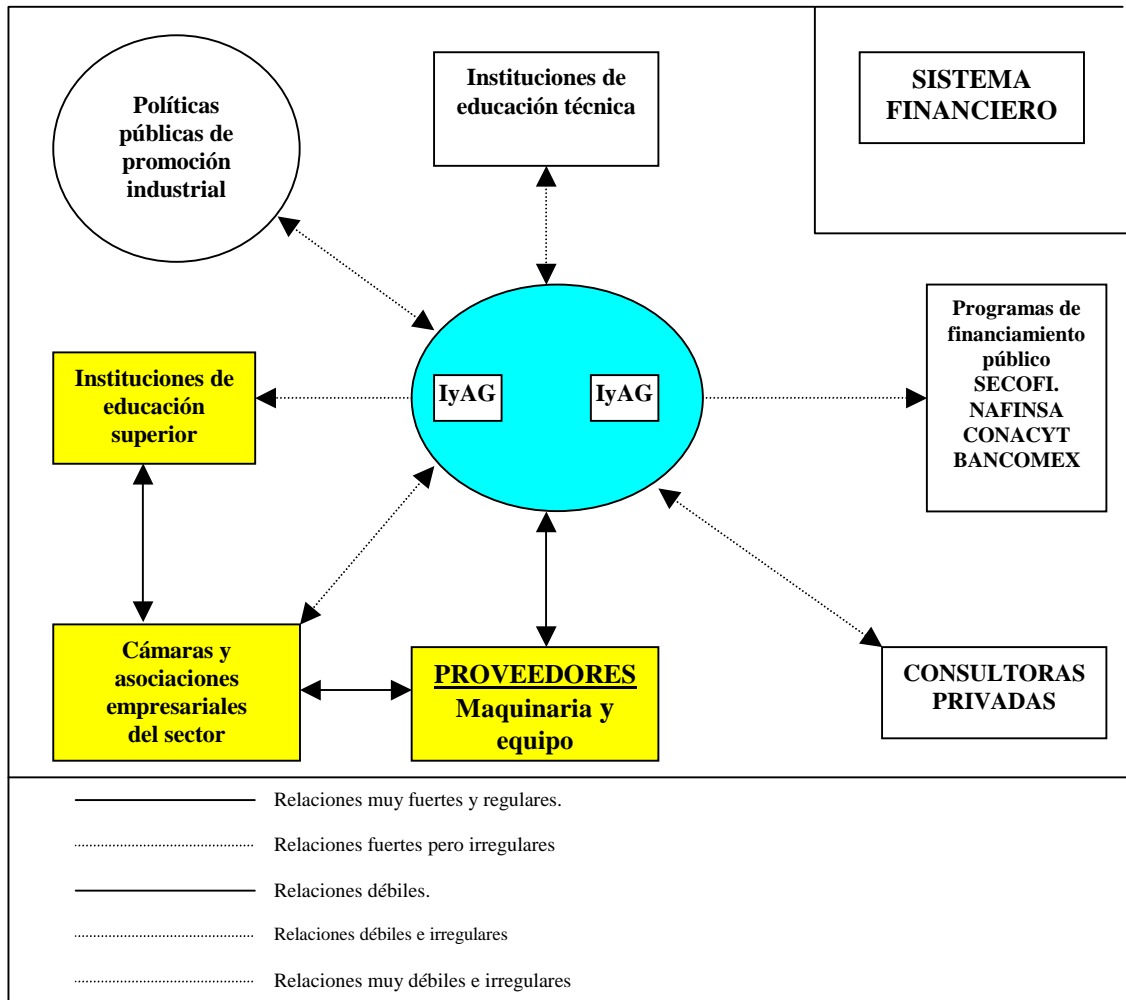 Políticas
públicas de
promoción
industrial
Instituciones de
educación técnica
SISTEMA
FINANCIERO
Instituciones de
educación
superior
IyAG
IyAG
Programas de
financiamiento
público
SECOFI.
NAFINSA
CONACYT
BANCOMEX
Cámaras y
asociaciones
empresariales
del sector
PROVEEDORES
Maquinaria y
equipo
CONSULTORAS
PRIVADAS
Relaciones muy fuertes y regulares.
Relaciones fuertes pero irregulares
Relaciones débiles.
Relaciones débiles e irregulares
Relaciones muy débiles e irregulares